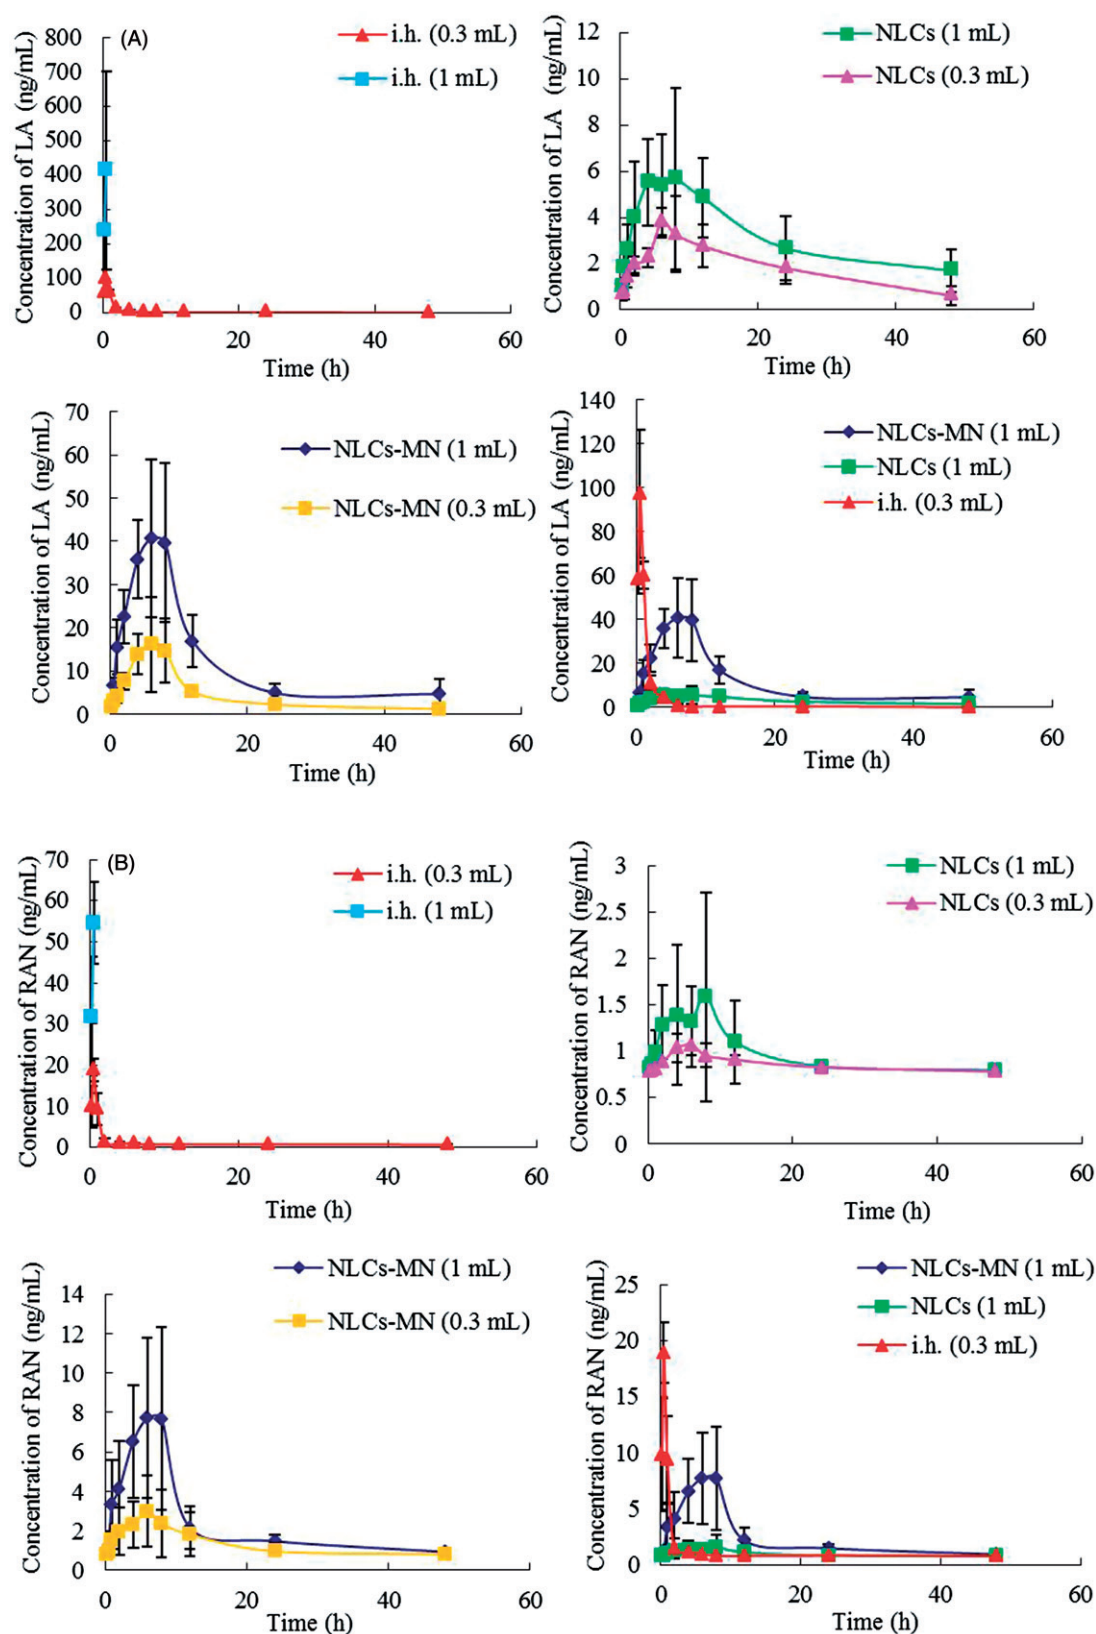 (A)
Concentration of LA (ng/mL)
800
700
600
500
400
300
200
100
0
0
20
40
60
Time (h)
i.h. (0.3 mL)
i.h. (1 mL)
Concentration of LA (ng/mL)
12
10
8
6
4
2
0
0
20
40
60
Time (h)
NLCs (1 mL)
NLCs (0.3 mL)
Concentration of LA (ng/mL)
70
60
50
40
30
20
10
0
0
20
40
60
Time (h)
NLCs-MN (1 mL)
NLCs-MN (0.3 mL)
Concentration of LA (ng/mL)
140
120
100
80
60
40
20
0
0
20
40
60
Time (h)
NLCs-MN (1 mL)
NLCs (1 mL)
i.h. (0.3 mL)
(B)
Concentration of RAN (ng/mL)
70
60
50
40
30
20
10
0
0
20
40
60
Time (h)
i.h. (0.3 mL)
i.h. (1 mL)
Concentration of RAN (ng/mL)
3
2.5
2
1.5
1
0.5
0
0
20
40
60
Time (h)
NLCs (1 mL)
NLCs (0.3 mL)
Concentration of RAN (ng/mL)
14
12
10
8
6
4
2
0
0
20
40
60
Time (h)
NLCs-MN (1 mL)
NLCs-MN (0.3 mL)
Concentration of RAN (ng/mL)
25
20
15
10
5
0
0
20
40
60
Time (h)
NLCs-MN (1 mL)
NLCs (1 mL)
i.h. (0.3 mL)